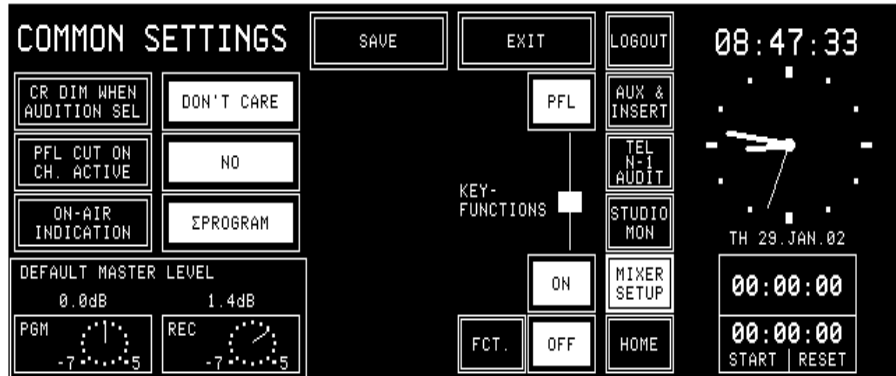 COMMON SETTINGS
SAVE
EXIT
LOGOUT
08:47:33
CR DIM WHEN
AUDITION SEL
DON'T CARE
PFL
AUX &
INSERT
PFL CUT ON
CH. ACTIVE
NO
TEL
N-1
AUDIT
KEY-
FUNCTIONS
ON-AIR
INDICATION
ΣPROGRAM
STUDIO
MON
TH 29.JAN.02
DEFAULT MASTER LEVEL
0.0dB
1.4dB
ON
MIXER
SETUP
00:00:00
PGM
-7
5
REC
-7
5
FCT.
OFF
HOME
00:00:00
START
RESET